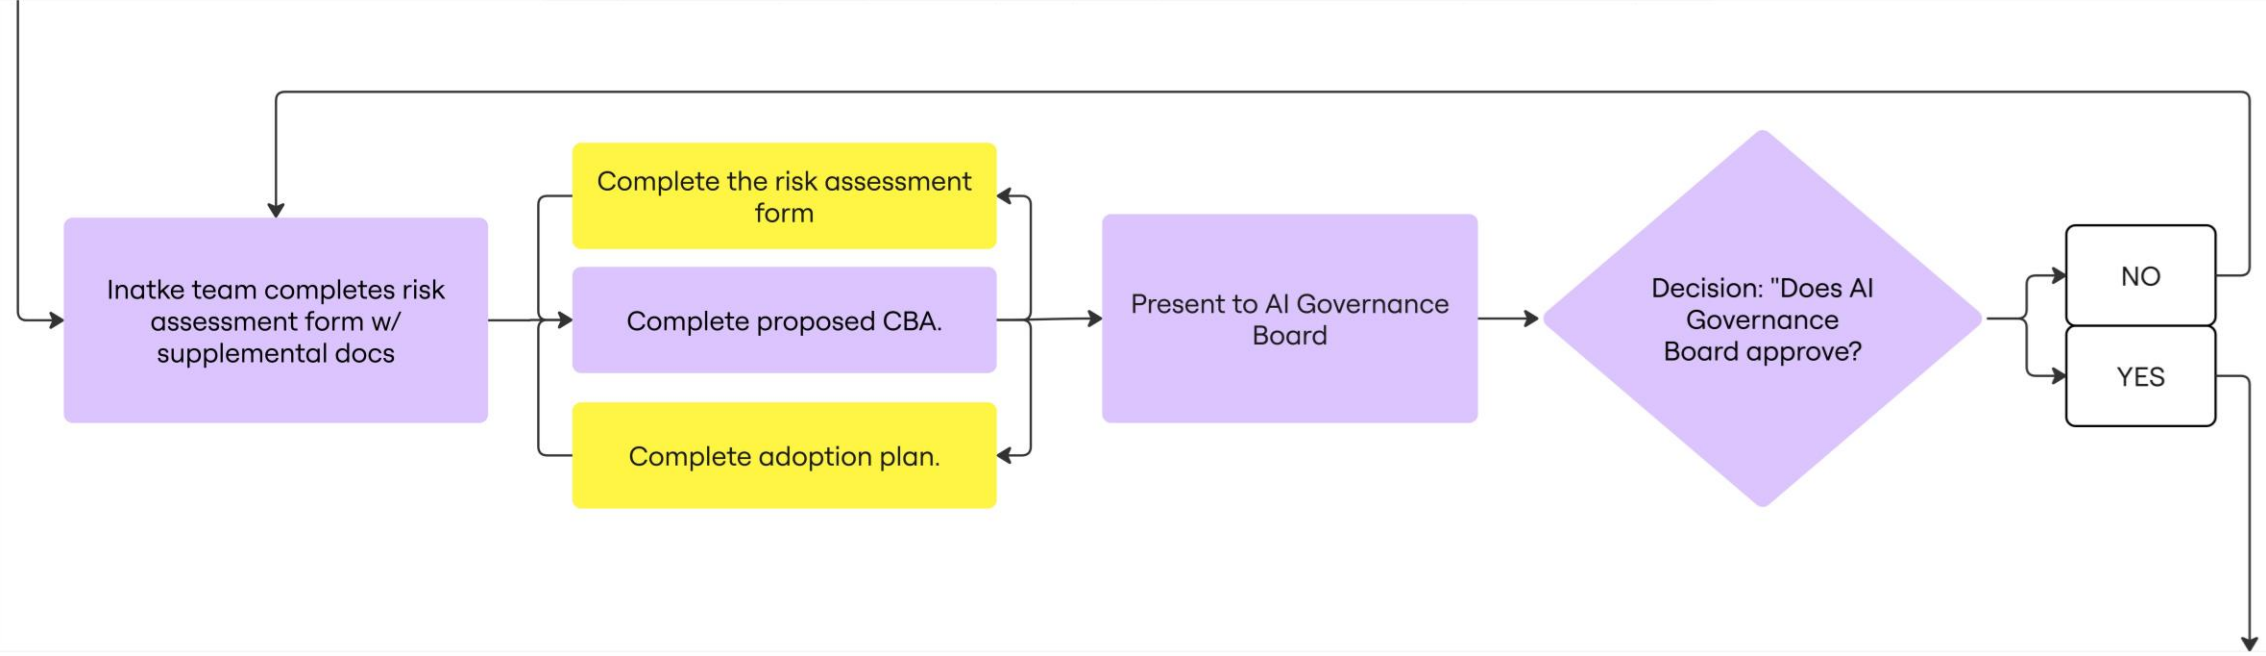 Inatke team completes risk
assessment form w/
supplemental docs
Complete the risk assessment
form
Complete proposed CBA.
Complete adoption plan.
Present to AI Governance
Board
Decision: "Does AI
Governance
Board approve?
NO
YES